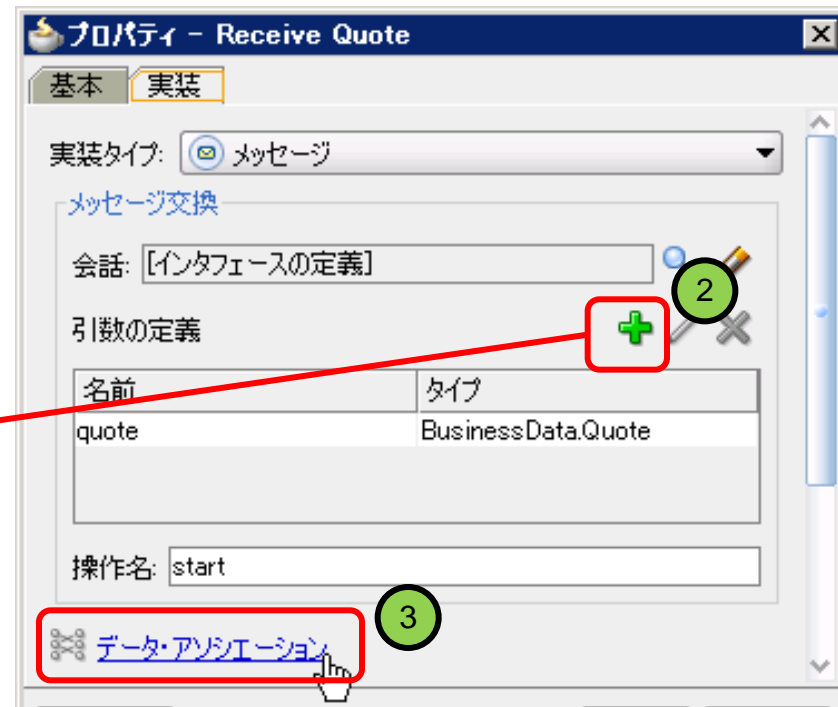 プロパティ - Receive Quote
基本 実装
実装タイプ: メッセージ
メッセージ交換
会話: [インタフェースの定義]
2
引数の定義
名前 タイプ
quote BusinessData.Quote
操作名: start
3
データ・アソシエーション